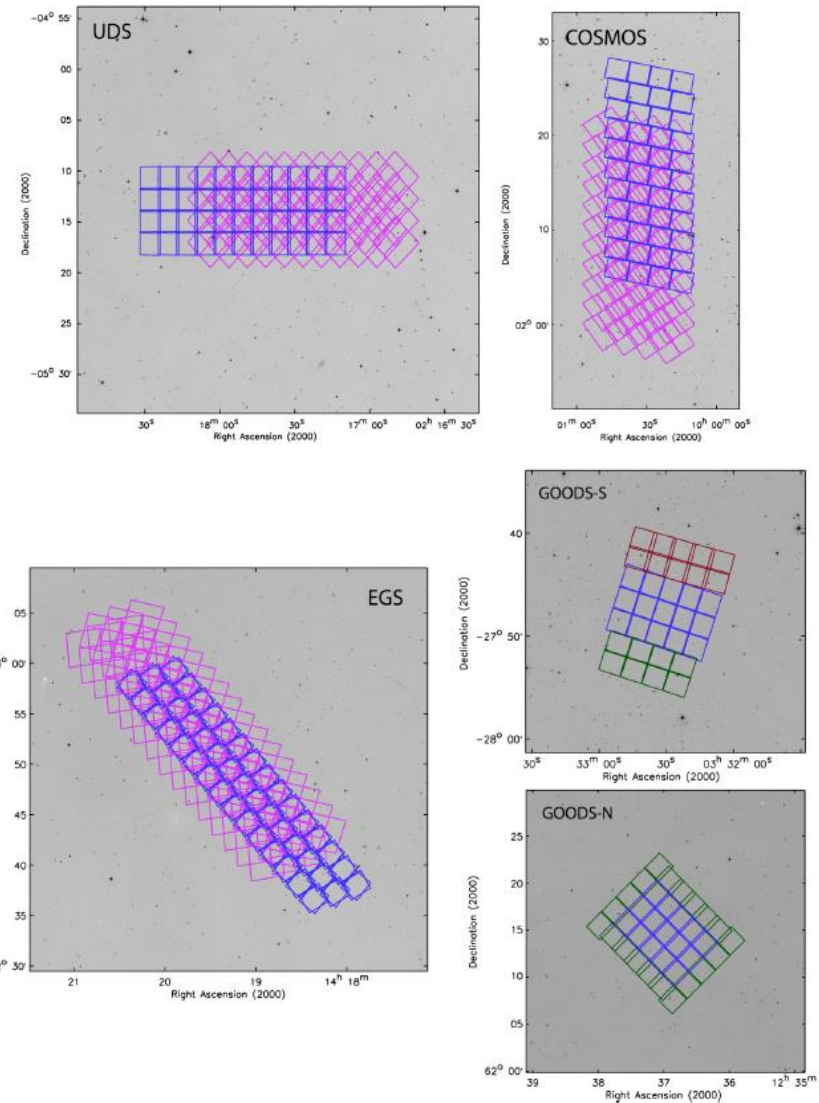 UDS
−04° 55'
00
05
10
15
20
25
−05° 30'
Declination (2000)
30s 18m 00s 30s 17m 00s 02h 16m 30s
Right Ascension (2000)
COSMOS
30
20
10
02° 00'
Declination (2000)
01m 00s 30s 10h 00m 00s
Right Ascension (2000)
EGS
05
00'
55
50
45
40
35
30'
21 20 19 14h 18m
Right Ascension (2000)
GOODS-S
40
−27° 50'
−28° 00'
Declination (2000)
30s 33m 00s 30s 03h 32m 00s
Right Ascension (2000)
GOODS-N
25
20
15
10
05
62° 00'
Declination (2000)
39 38 37 36 12h 35m
Right Ascension (2000)